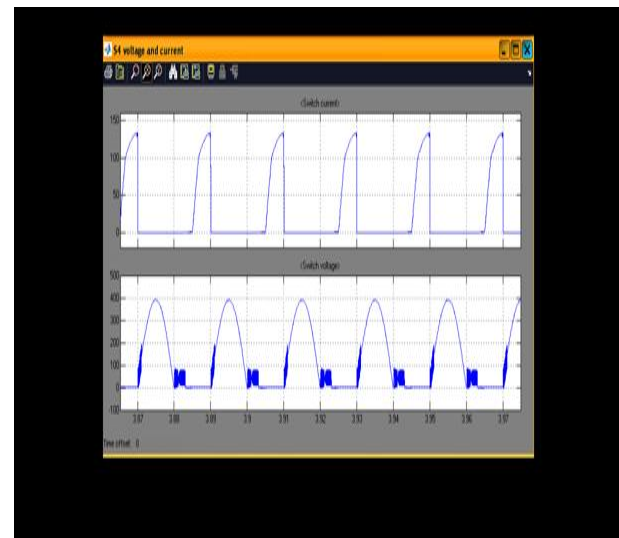 S4 voltage and current
<Switch current>
150
100
50
0
<Switch voltage>
500
400
300
200
100
0
-100
3.87 3.88 3.89 3.9 3.91 3.92 3.93 3.94 3.95 3.96 3.97
Time offset: 0